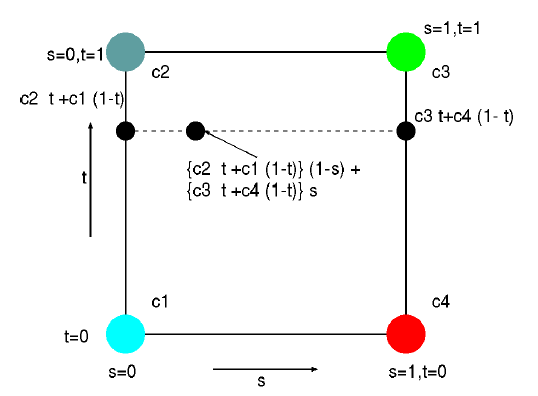 s=1,t=1
s=0,t=1
c2
c3
c2 t +c1 (1-t)
c3 t+c4 (1- t)
{c2 t +c1 (1-t)} (1-s) +
{c3 t +c4 (1-t)} s
t
c1
c4
t=0
s=0
s=1,t=0
s